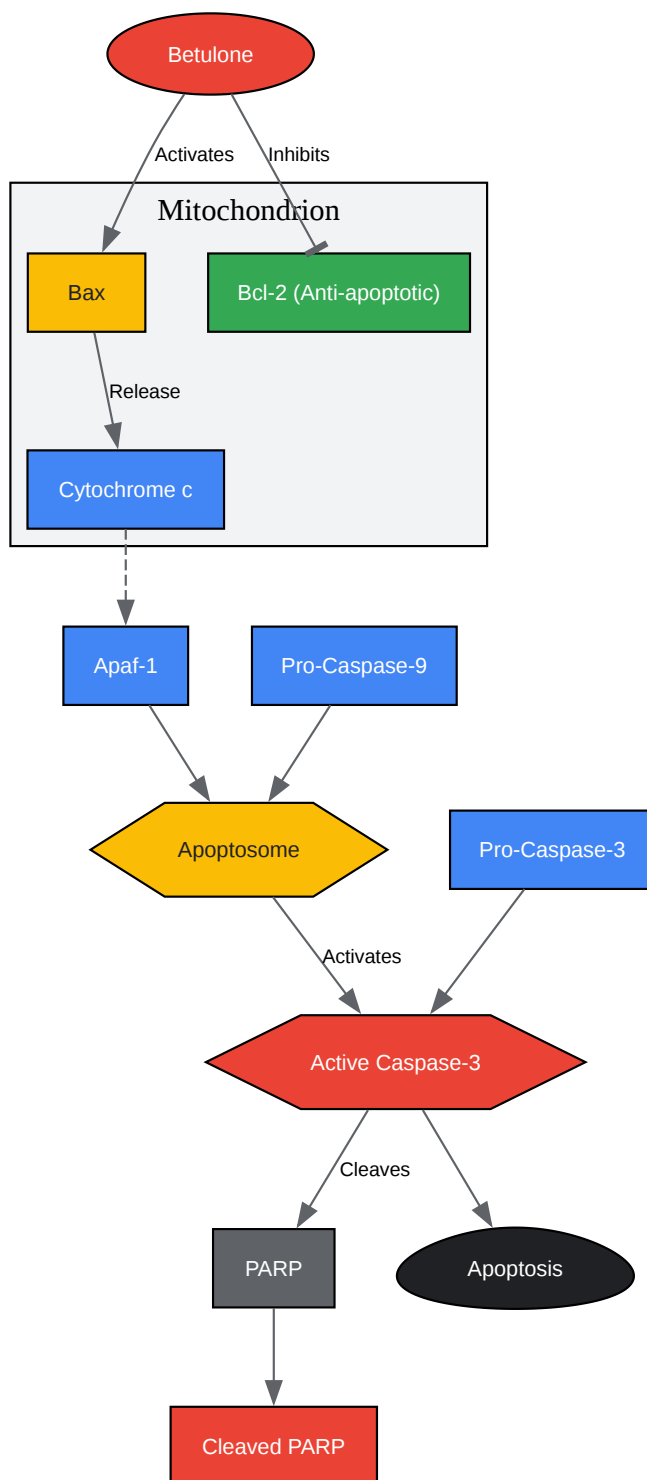 Betulone
Activates
Inhibits
Mitochondrion
Bax
Bcl-2 (Anti-apoptotic)
Release
Cytochrome c
Apaf-1
Pro-Caspase-9
Apoptosome
Pro-Caspase-3
Activates
Active Caspase-3
Cleaves
PARP
Apoptosis
Cleaved PARP